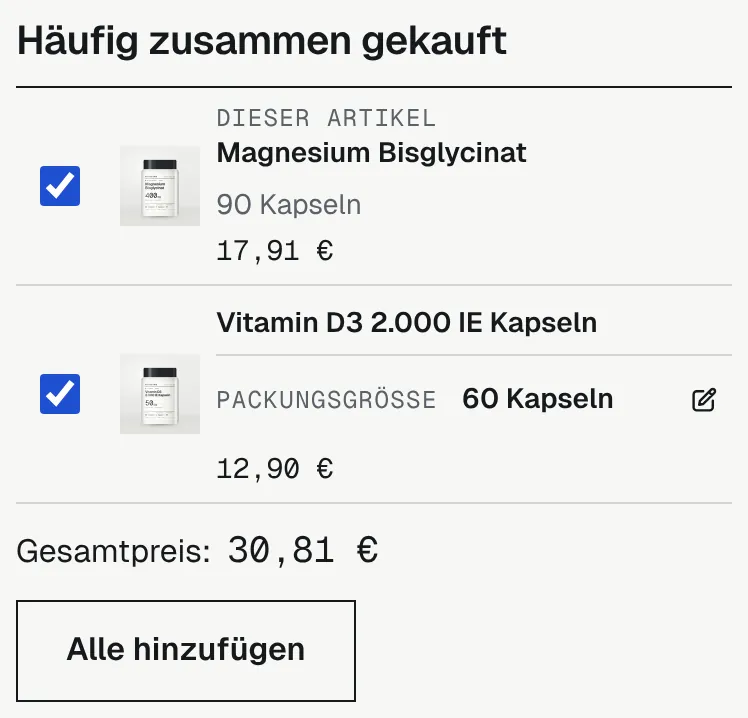 Häufig zusammen gekauft
DIESER ARTIKEL
Magnesium Bisglycinat
90 Kapseln
17,91 €
Vitamin D3 2.000 IE Kapseln
PACKUNGSGRÖSSE 60 Kapseln
12,90 €
Gesamtpreis: 30,81 €
Alle hinzufügen